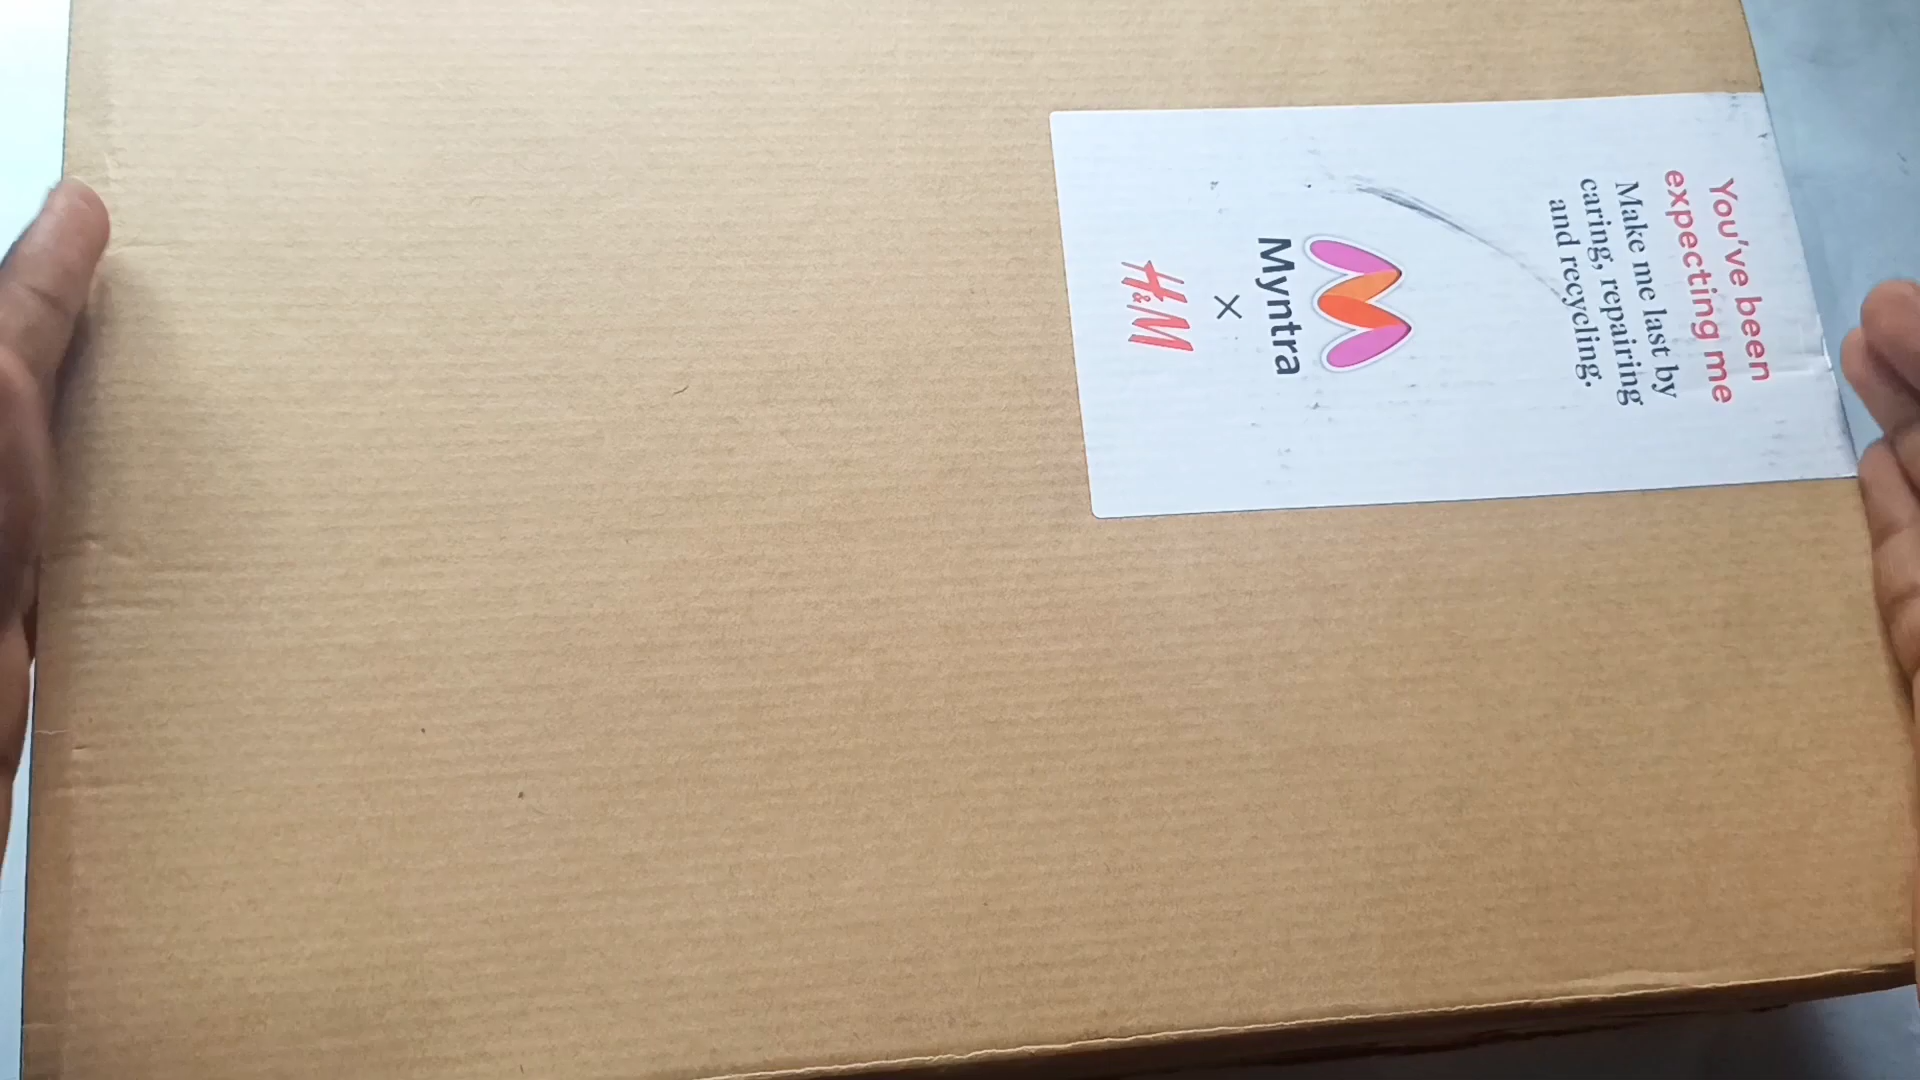 You've been
expecting me
Make me last by
caring, repairing
and recycling.
Myntra
×
H&M